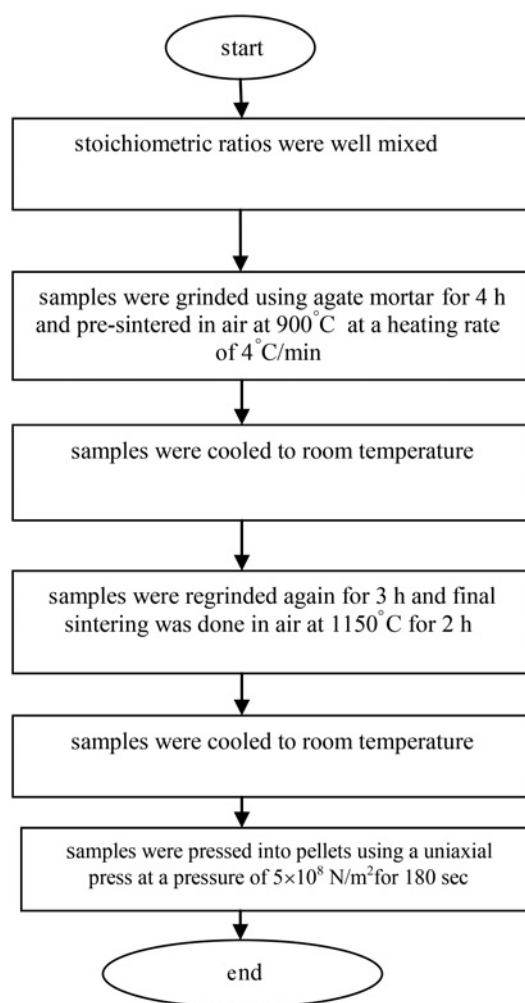 start
stoichiometric ratios were well mixed
samples were grinded using agate mortar for 4 h
and pre-sintered in air at 900°C at a heating rate
of 4°C/min
samples were cooled to room temperature
samples were regrinded again for 3 h and final
sintering was done in air at 1150°C for 2 h
samples were cooled to room temperature
samples were pressed into pellets using a uniaxial
press at a pressure of 5×10⁸ N/m²for 180 sec
end